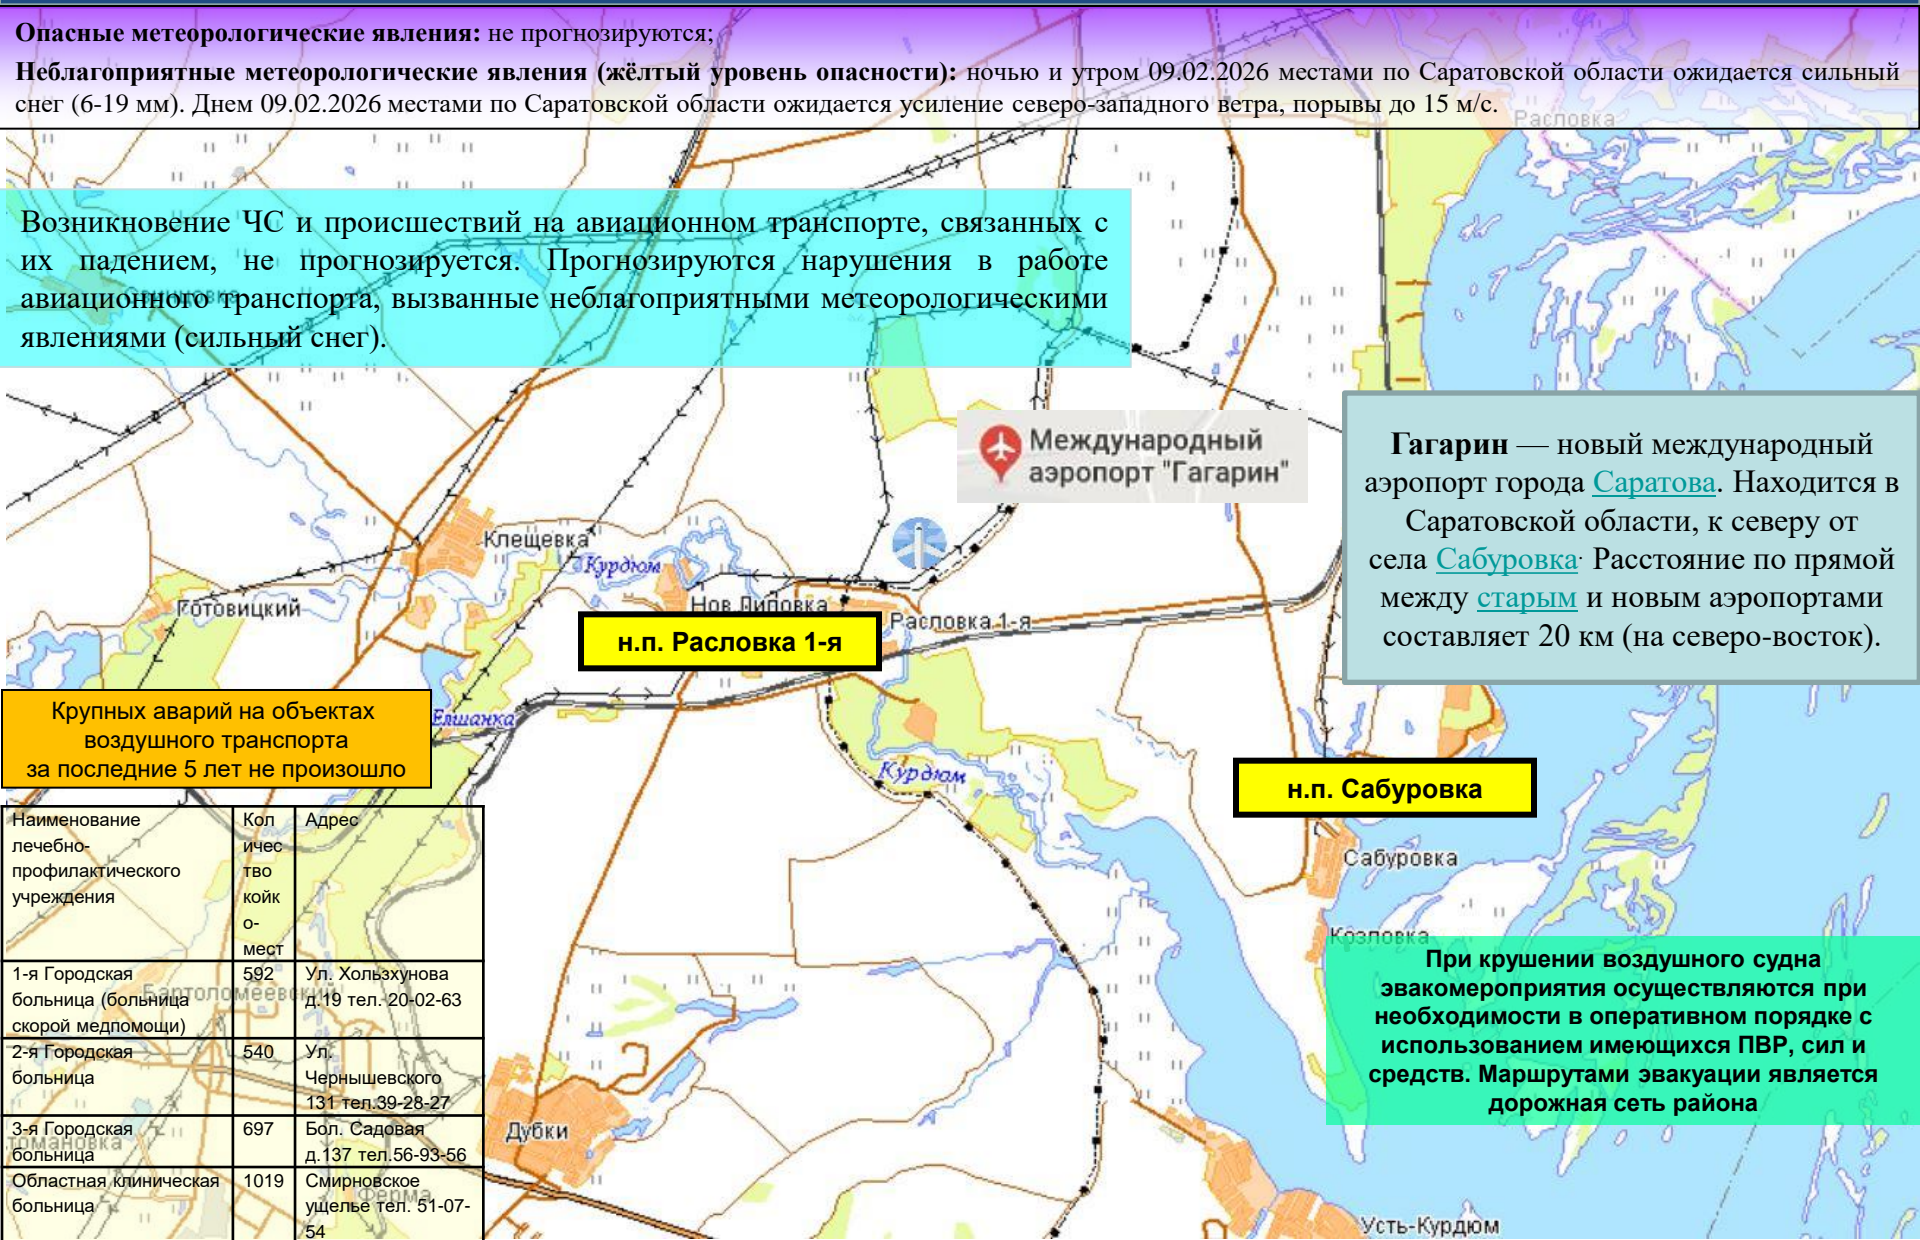 Опасные метеорологические явления: не прогнозируются;
Неблагоприятные метеорологические явления (жёлтый уровень опасности): ночью и утром 09.02.2026 местами по Саратовской области ожидается сильный
снег (6-19 мм). Днем 09.02.2026 местами по Саратовской области ожидается усиление северо-западного ветра, порывы до 15 м/с.
Расловка
Возникновение ЧС и происшествий на авиационном транспорте, связанных с
их падением, не прогнозируется. Прогнозируются нарушения в работе
авиационного транспорта, вызванные неблагоприятными метеорологическими
явлениями (сильный снег).
Международный
аэропорт "Гагарин"
Гагарин — новый международный
аэропорт города Саратова. Находится в
Саратовской области, к северу от
села Сабуровка. Расстояние по прямой
между старым и новым аэропортами
составляет 20 км (на северо-восток).
Клещевка
Курдюм
Готовицкий
Нов.Липовка
Расловка 1-я
н.п. Расловка 1-я
Елшанка
Крупных аварий на объектах
воздушного транспорта
за последние 5 лет не произошло
Курдюм
н.п. Сабуровка
Сабуровка
Козловка
Наименование
лечебно-
профилактического
учреждения
Кол
ичес
тво
койк
о-
мест
Адрес
1-я Городская
больница (больница
скорой медпомощи)
592
Ул. Хользхунова
д.19 тел. 20-02-63
Бартоломеевский
2-я Городская
больница
540
Ул.
Чернышевского
131 тел.39-28-27
3-я Городская
больница
697
Бол. Садовая
д.137 тел.56-93-56
томановка
Областная клиническая
больница
1019
Смирновское
ущелье тел. 51-07-
54
Ферма
Дубки
При крушении воздушного судна
эвакомероприятия осуществляются при
необходимости в оперативном порядке с
использованием имеющихся ПВР, сил и
средств. Маршрутами эвакуации является
дорожная сеть района
Усть-Курдюм